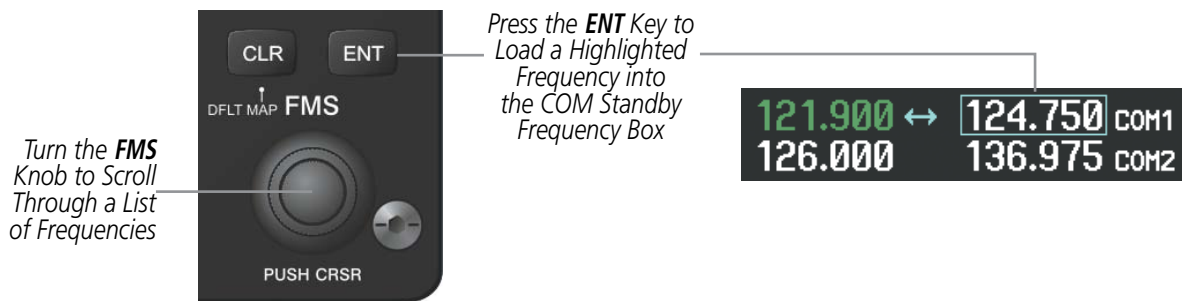 Press the ENT Key to
Load a Highlighted
Frequency into
the COM Standby
Frequency Box
CLR ENT
DFLT MAP FMS
Turn the FMS
Knob to Scroll
Through a List
of Frequencies
PUSH CRSR
121.900 ↔ 124.750 COM1
126.000 136.975 COM2